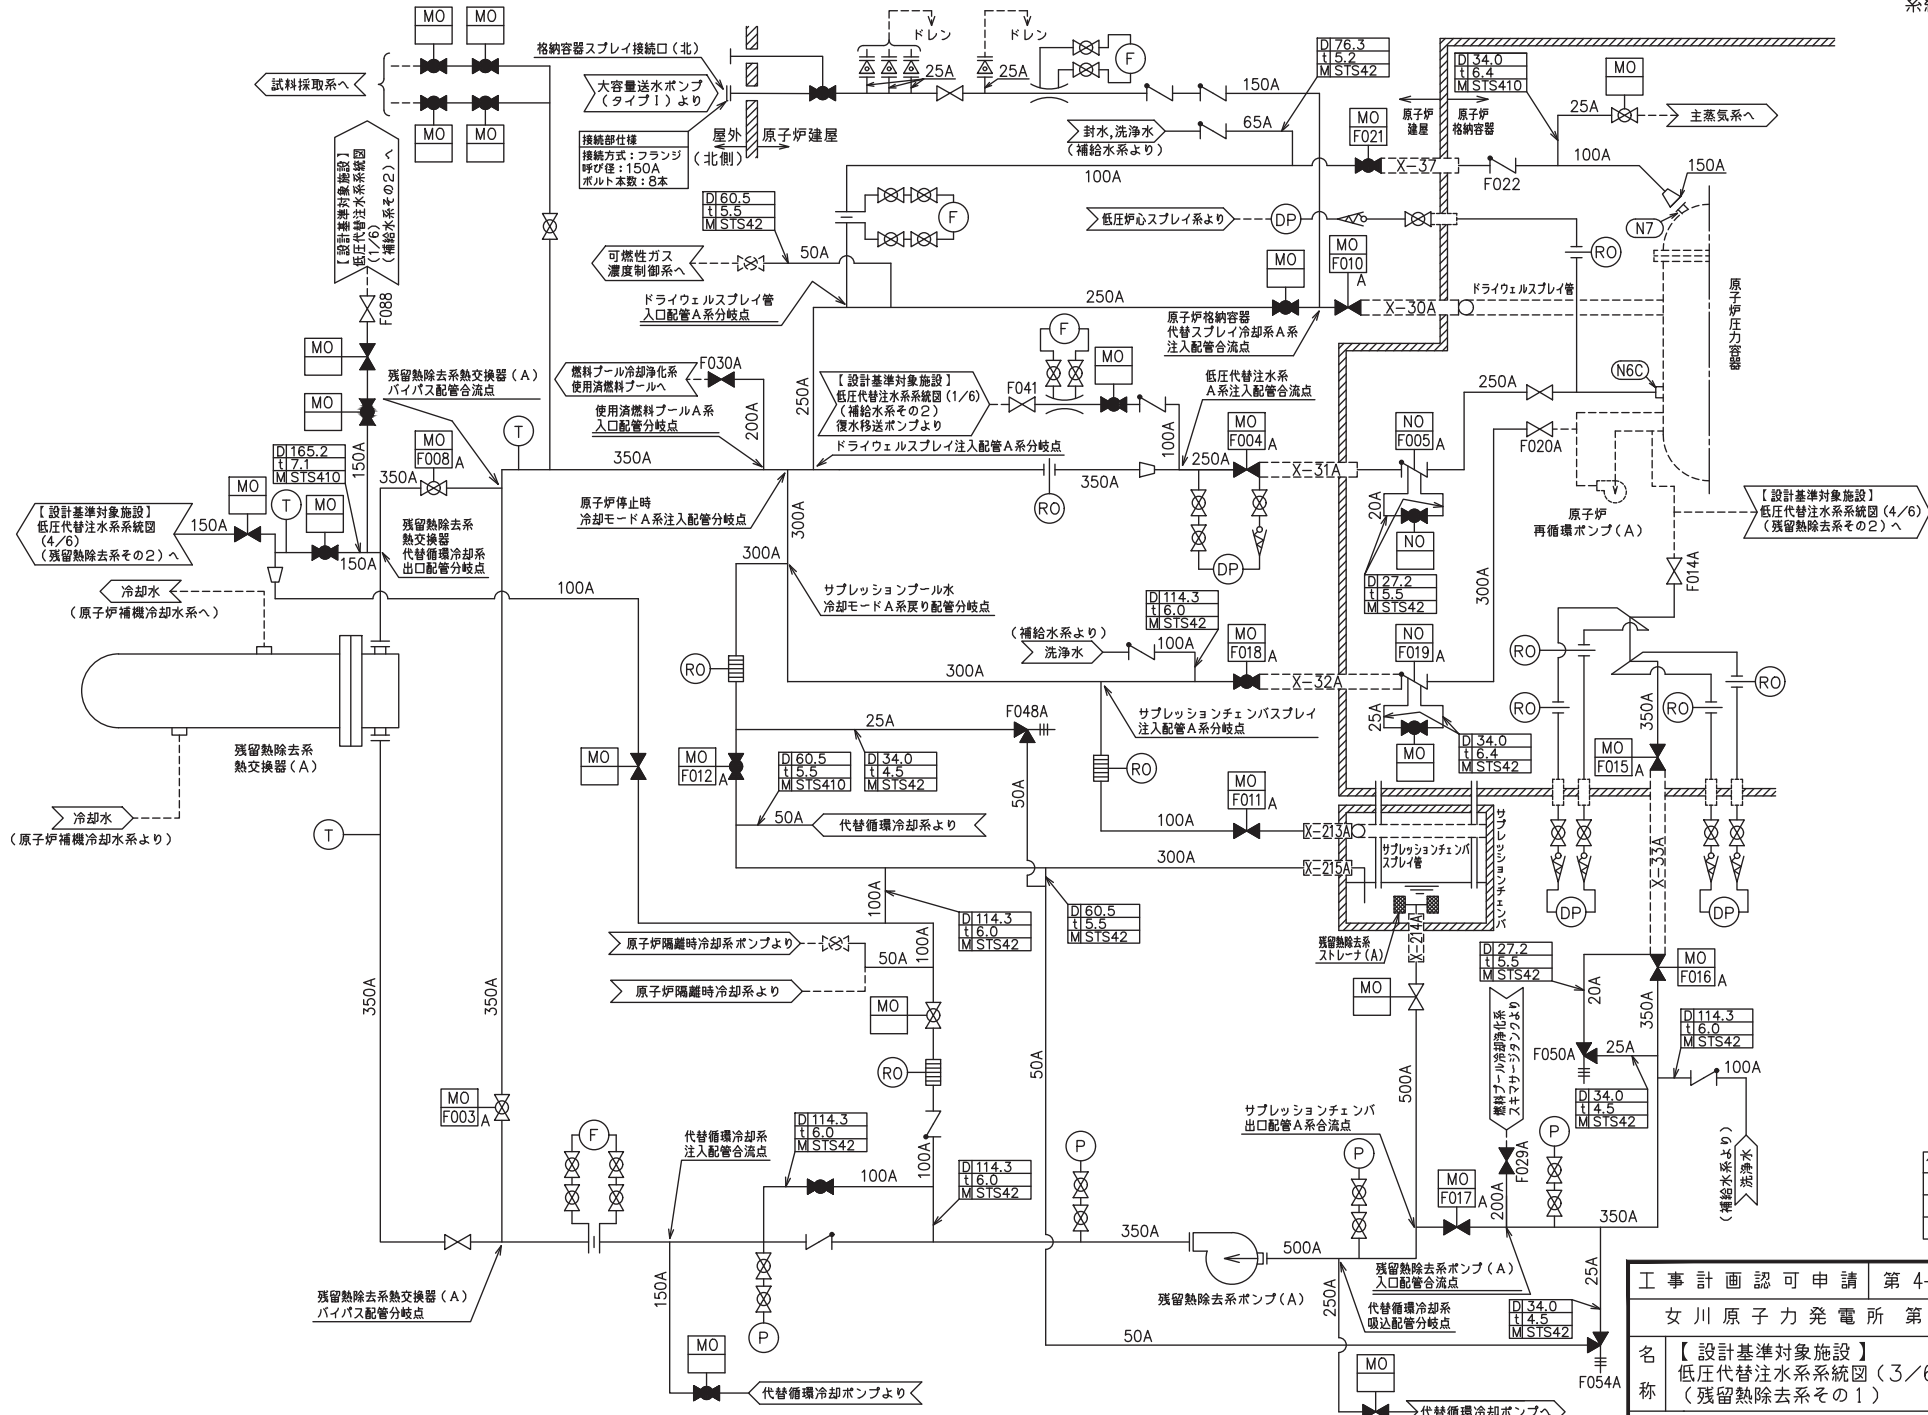 MO
MO
試料採取系へ
MO
MO
格納容器スプレイ接続口(北)
大容量送水ポンプ
(タイプⅠ)より
接続部仕様
接続方式:フランジ
呼び径:150A
ボルト本数:8本
屋外
原子炉建屋
(北側)
ドレン
ドレン
25A
25A
F
150A
D 76.3
t 5.2
M STS42
封水,洗浄水
(補給水系より)
65A
100A
MO
F021
原子炉
建屋
原子炉
格納容器
X-37
D 34.0
t 6.4
M STS410
MO
25A
主蒸気系へ
F022
100A
150A
N7
【設計基準対象施設】
低圧代替注水系系統図
(1/6)
(補給水系その2)へ
F088
D 60.5
t 5.5
M STS42
F
可燃性ガス
濃度制御系へ
50A
低圧炉心スプレイ系より
DP
RO
ドライウェルスプレイ管
入口配管A系分岐点
250A
MO
MO
F010
A
X-30A
ドライウェルスプレイ管
原子炉圧力容器
原子炉格納容器
代替スプレイ冷却系A系
注入配管合流点
MO
MO
残留熱除去系熱交換器(A)
バイパス配管合流点
燃料プール冷却浄化系
使用済燃料プールへ
F030A
使用済燃料プールA系
入口配管分岐点
200A
250A
【設計基準対象施設】
低圧代替注水系系統図(1/6)
(補給水系その2)
復水移送ポンプより
F041
F
MO
100A
低圧代替注水系
A系注入配管合流点
250A
N6C
ドライウェルスプレイ注入配管A系分岐点
MO
F004
A
NO
F005
A
F020A
D 165.2
t 7.1
M STS410
150A
MO
F008
A
350A
T
350A
RO
350A
250A
X-31A
20A
NO
DP
原子炉
再循環ポンプ(A)
【設計基準対象施設】
低圧代替注水系系統図(4/6)
(残留熱除去系その2)へ
【設計基準対象施設】
低圧代替注水系系統図
(4/6)
(残留熱除去系その2)へ
150A
MO
T
MO
150A
残留熱除去系
熱交換器
代替循環冷却系
出口配管分岐点
原子炉停止時
冷却モードA系注入配管分岐点
300A
300A
D 27.2
t 5.5
M STS42
300A
F014A
冷却水
(原子炉補機冷却水系へ)
100A
サプレッションプール水
冷却モードA系戻り配管分岐点
D 114.3
t 6.0
M STS42
(補給水系より)
洗浄水
100A
MO
F018
A
NO
F019
A
RO
RO
RO
RO
RO
300A
X-32A
25A
MO
サプレッションチェンバスプレイ
注入配管A系分岐点
D 34.0
t 6.4
M STS42
350A
MO
F015
A
残留熱除去系
熱交換器(A)
25A
F048A
MO
MO
F012
A
D 60.5
t 5.5
M STS410
D 34.0
t 4.5
M STS42
50A
RO
MO
F011
A
冷却水
(原子炉補機冷却水系より)
T
50A
代替循環冷却系より
100A
X-213A
サプレッションチェンバ
スプレイ管
サプレッションチェンバ
X-33A
300A
X-215A
100A
D 114.3
t 6.0
M STS42
D 60.5
t 5.5
M STS42
残留熱除去系
ストレーナ(A)
X-214A
DP
DP
原子炉隔離時冷却系ポンプより
50A
100A
原子炉隔離時冷却系より
MO
MO
D 27.2
t 5.5
M STS42
20A
MO
F016
A
350A
350A
350A
燃料プール冷却浄化系
スキマサージタンクより
D 114.3
t 6.0
M STS42
F050A
25A
100A
RO
50A
500A
D 34.0
t 4.5
M STS42
MO
F003
A
F
代替循環冷却系
注入配管合流点
D 114.3
t 6.0
M STS42
100A
100A
D 114.3
t 6.0
M STS42
P
サプレッションチェンバ
出口配管A系合流点
P
MO
F017
A
F029A
200A
P
(補給水系より)
洗浄水
350A
350A
500A
残留熱除去系ポンプ(A)
入口配管合流点
25A
残留熱除去系熱交換器(A)
バイパス配管分岐点
150A
P
残留熱除去系ポンプ(A)
250A
代替循環冷却系
吸込配管分岐点
D 34.0
t 4.5
M STS42
50A
F054A
MO
代替循環冷却ポンプより
MO
代替循環冷却ポンプへ
工事計画認可申請
第 4-
女川原子力発電所 第
名称
【設計基準対象施設】
低圧代替注水系系統図(3/6
(残留熱除去系その1)